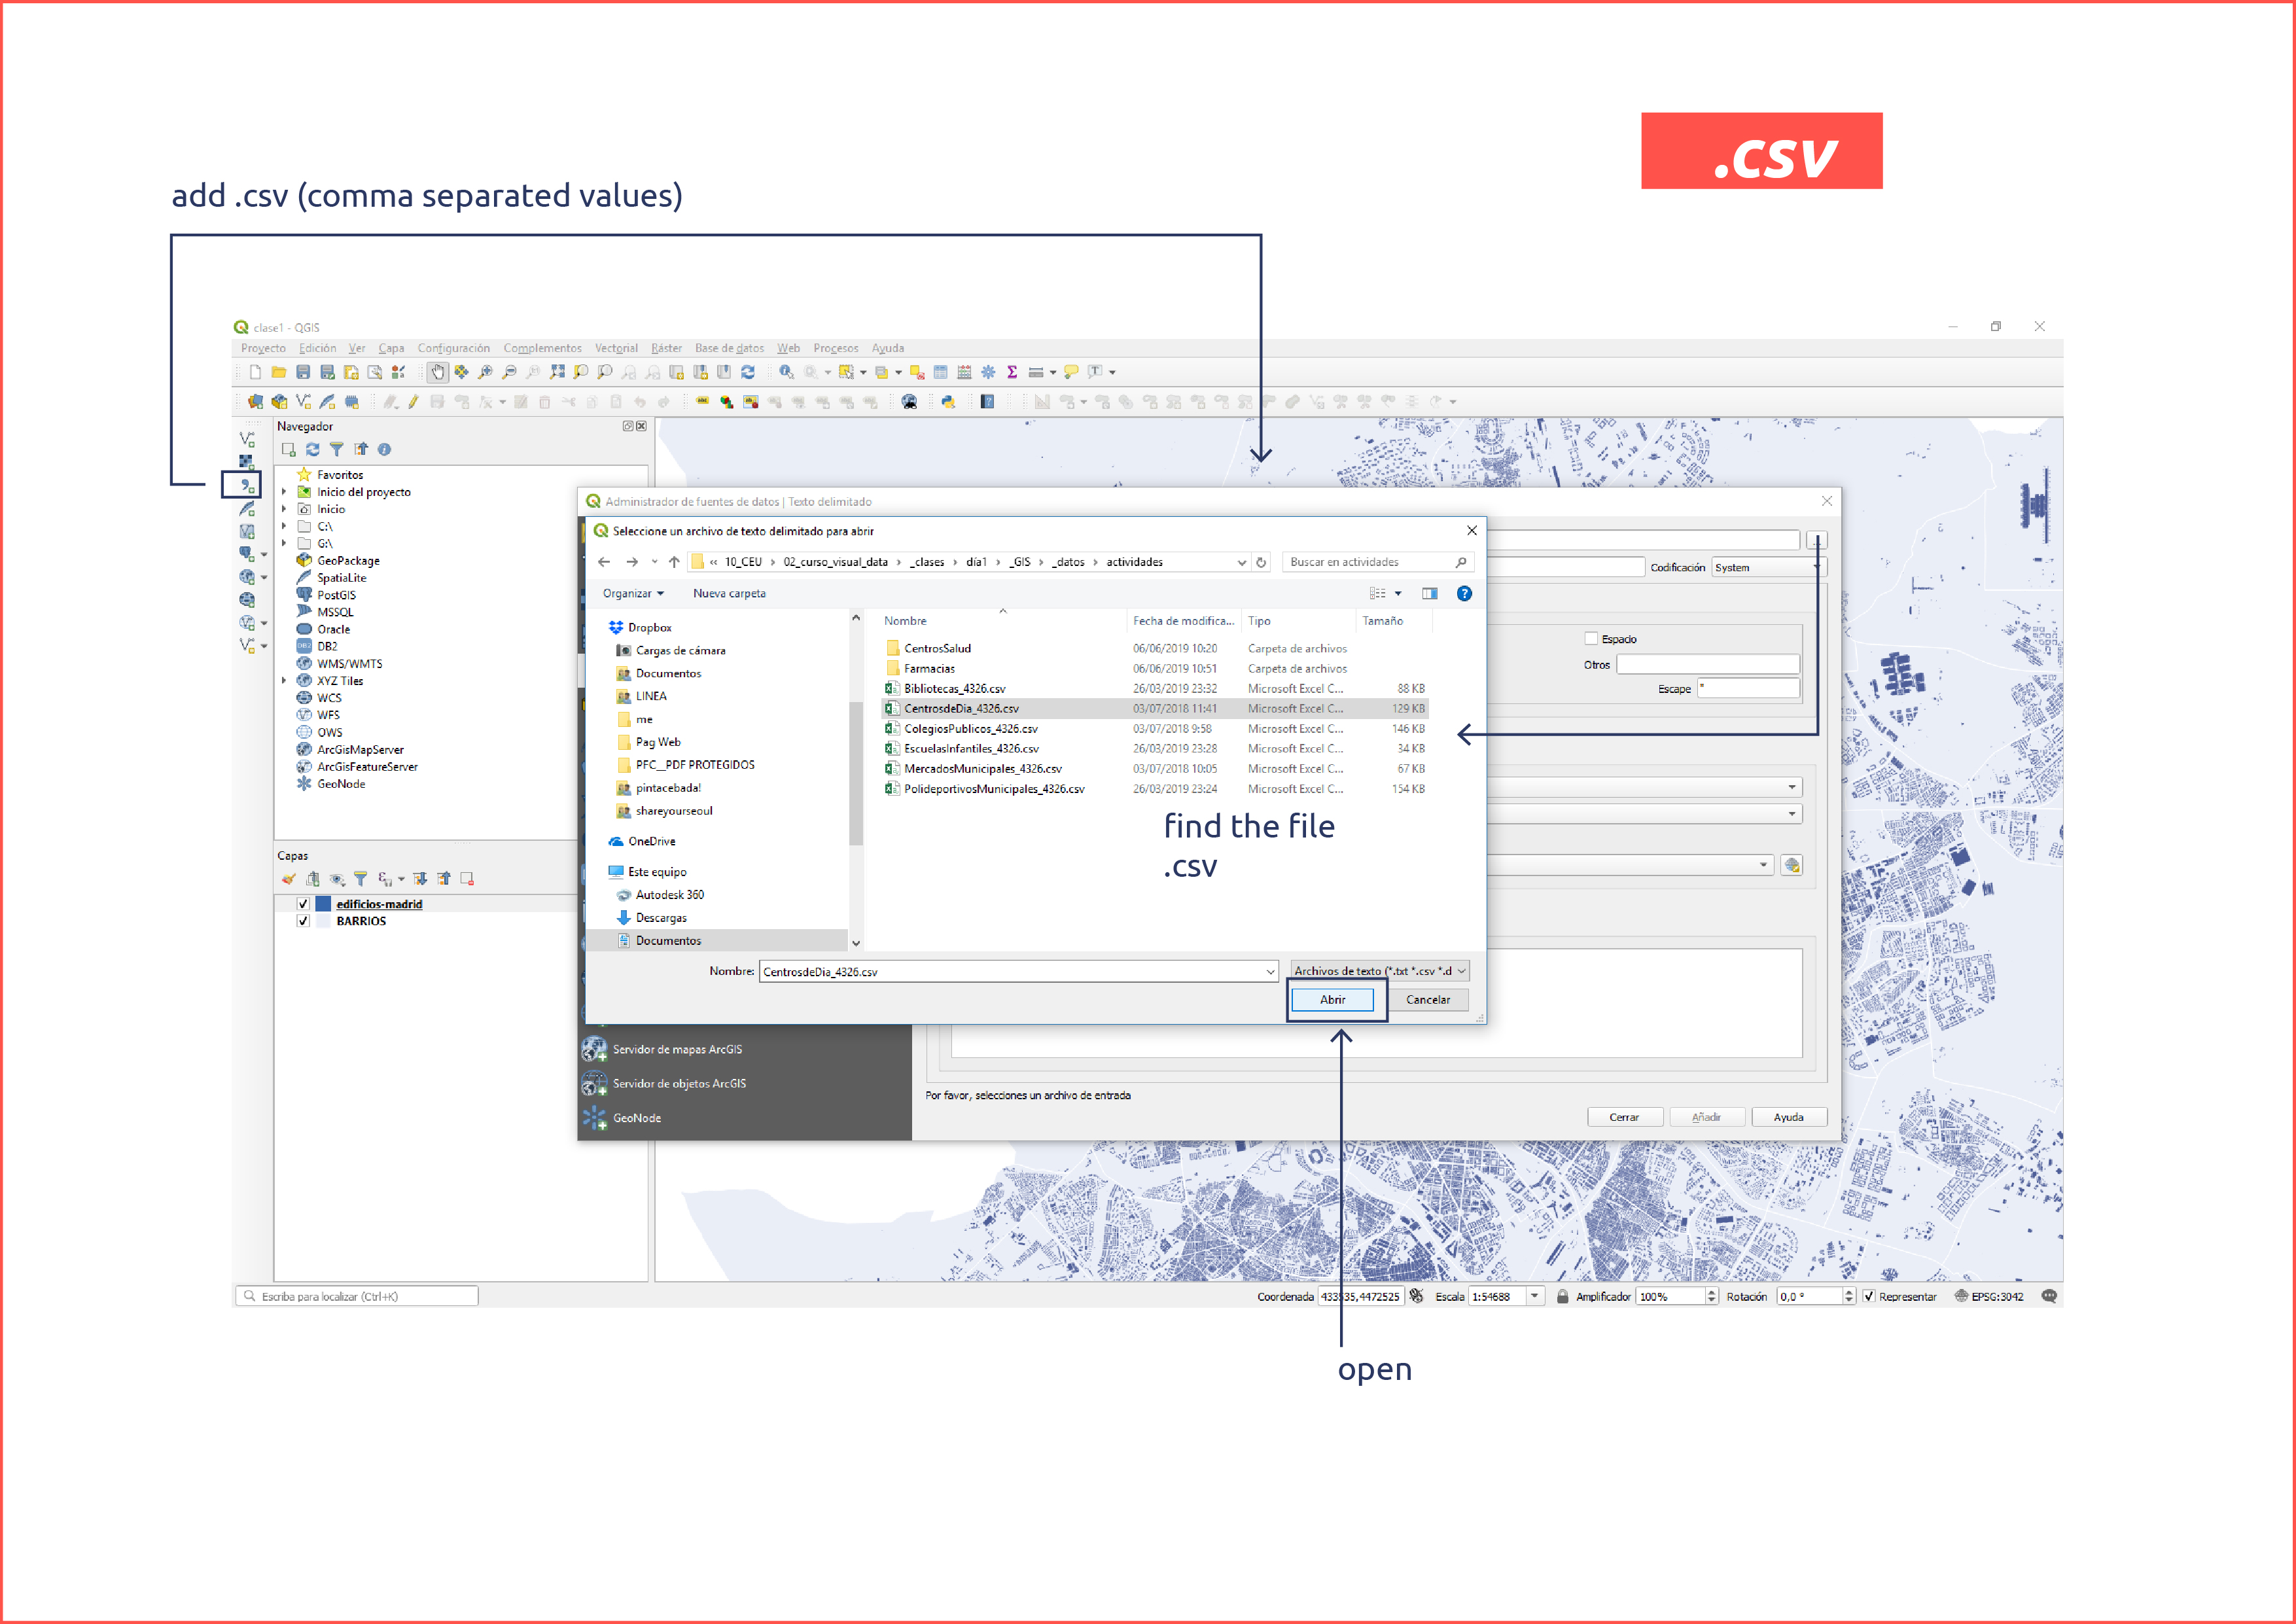 .csv
add .csv (comma separated values)
clase1 - QGIS
Proyecto Edición Ver Capa Configuración Complementos Vectorial Ráster Base de datos Web Procesos Ayuda
Navegador
Favoritos
Inicio del proyecto
Inicio
C:\
G:\
GeoPackage
SpatiaLite
PostGIS
MSSQL
Oracle
DB2
WMS/WMTS
XYZ Tiles
WCS
WFS
OWS
ArcGisMapServer
ArcGisFeatureServer
GeoNode
Capas
edificios-madrid
BARRIOS
Administrador de fuentes de datos | Texto delimitado
Seleccione un archivo de texto delimitado para abrir
« 10_CEU › 02_curso_visual_data › _clases › día1 › _GIS › _datos › actividades
Buscar en actividades
Organizar Nueva carpeta
Dropbox
Cargas de cámara
Documentos
LINEA
me
Pag Web
PFC__PDF PROTEGIDOS
pintacebada!
shareyourseoul
OneDrive
Este equipo
Autodesk 360
Descargas
Documentos
Nombre Fecha de modifica... Tipo Tamaño
CentrosSalud 06/06/2019 10:20 Carpeta de archivos
Farmacias 06/06/2019 10:51 Carpeta de archivos
Bibliotecas_4326.csv 26/03/2019 23:32 Microsoft Excel C... 88 KB
CentrosdeDia_4326.csv 03/07/2018 11:41 Microsoft Excel C... 129 KB
ColegiosPublicos_4326.csv 03/07/2018 9:58 Microsoft Excel C... 146 KB
EscuelasInfantiles_4326.csv 26/03/2019 23:28 Microsoft Excel C... 34 KB
MercadosMunicipales_4326.csv 03/07/2018 10:05 Microsoft Excel C... 67 KB
PolideportivosMunicipales_4326.csv 26/03/2019 23:24 Microsoft Excel C... 154 KB
find the file
.csv
Nombre: CentrosdeDia_4326.csv
Archivos de texto (*.txt *.csv *.d
Abrir Cancelar
...
Codificación System
Espacio
Otros
Escape "
Servidor de mapas ArcGIS
Servidor de objetos ArcGIS
GeoNode
Por favor, selecciones un archivo de entrada
Cerrar Añadir Ayuda
Escriba para localizar (Ctrl+K)
Coordenada 433535,4472525 Escala 1:54688 Amplificador 100% Rotación 0,0 ° Representar EPSG:3042
open